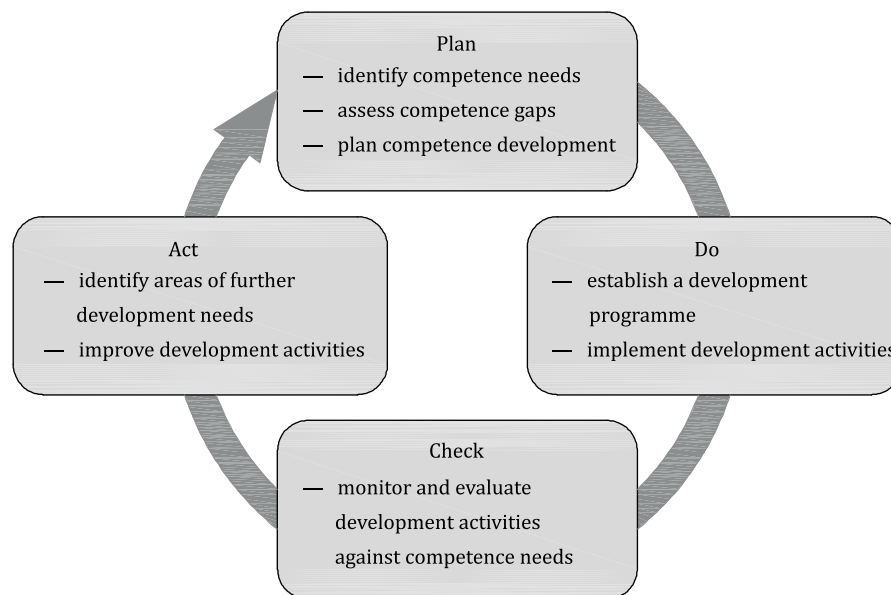 Plan
— identify competence needs
— assess competence gaps
— plan competence development
Act
— identify areas of further
development needs
— improve development activities
Do
— establish a development
programme
— implement development activities
Check
— monitor and evaluate
development activities
against competence needs